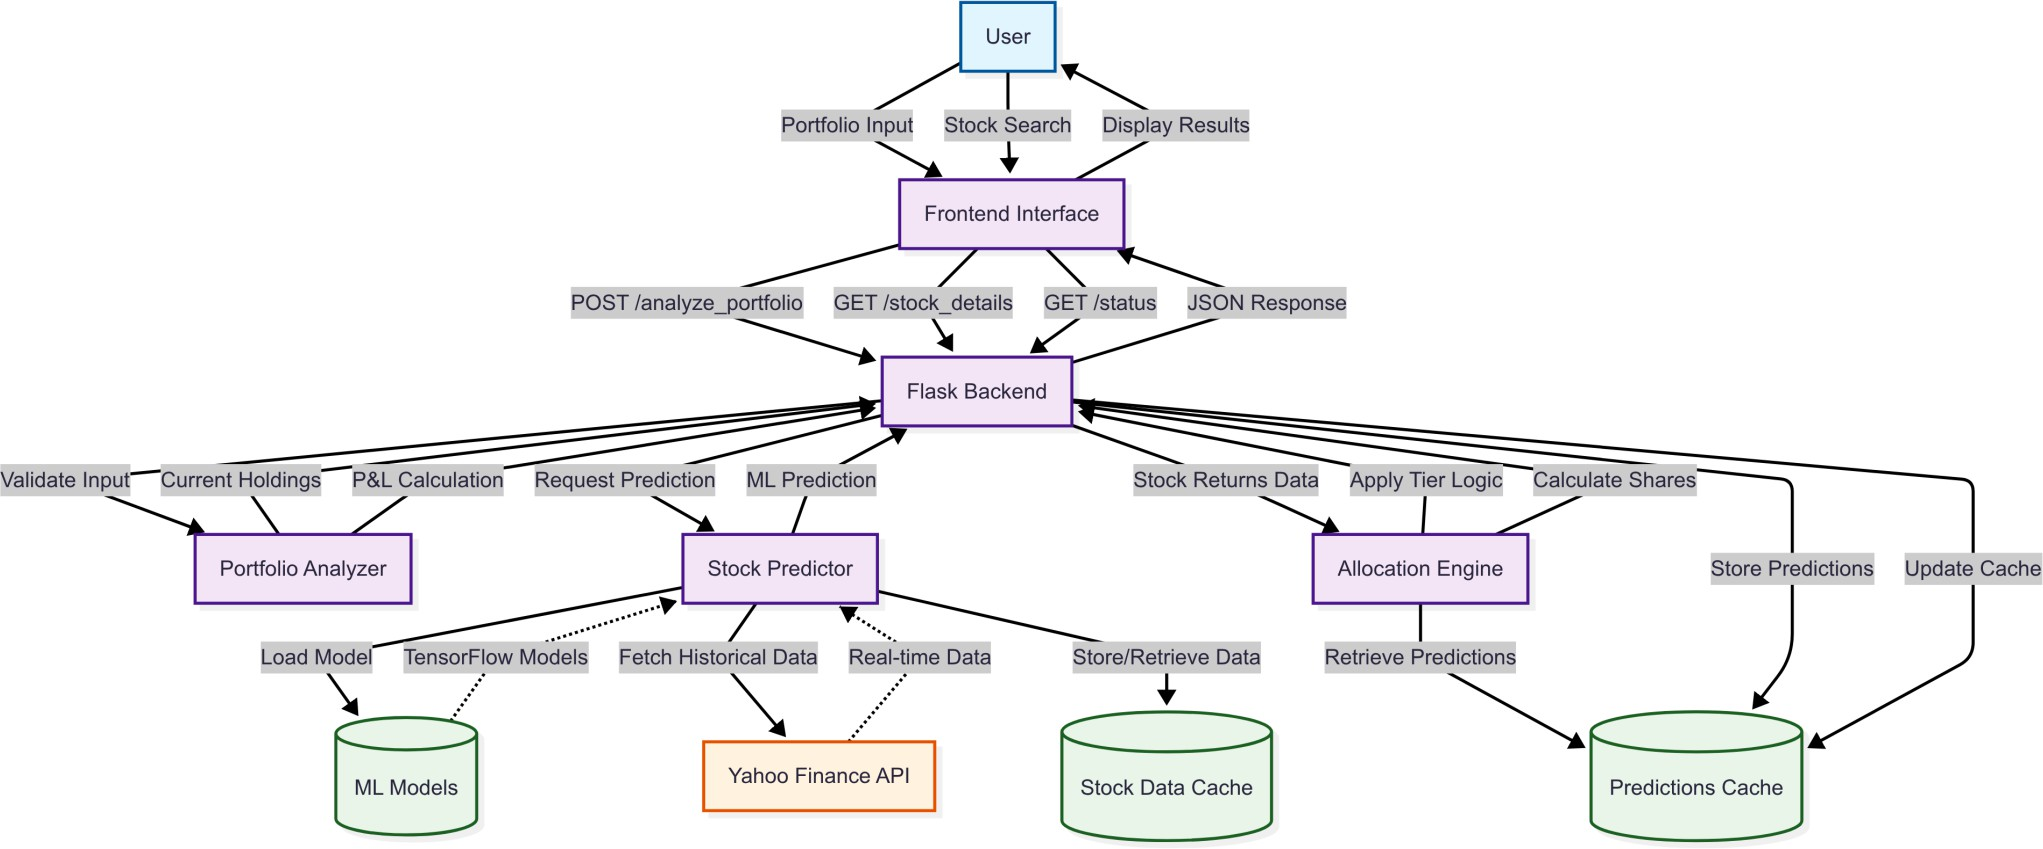 User
Portfolio Input
Stock Search
Display Results
Frontend Interface
POST /analyze_portfolio
GET /stock_details
GET /status
JSON Response
Flask Backend
Validate Input
Current Holdings
P&L Calculation
Request Prediction
ML Prediction
Stock Returns Data
Apply Tier Logic
Calculate Shares
Portfolio Analyzer
Stock Predictor
Allocation Engine
Store Predictions
Update Cache
Load Model
TensorFlow Models
Fetch Historical Data
Real-time Data
Store/Retrieve Data
Retrieve Predictions
ML Models
Yahoo Finance API
Stock Data Cache
Predictions Cache